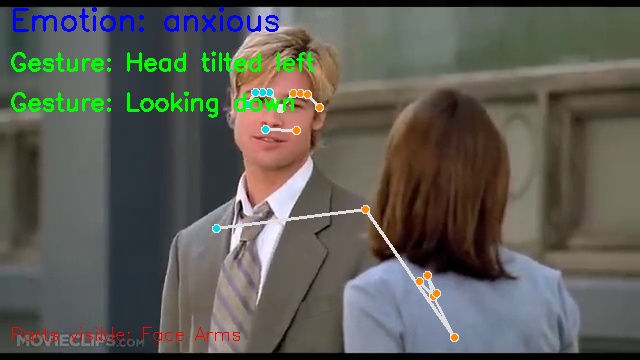 Emotion: anxious
Gesture: Head tilted left
Gesture: Looking down
Parts visible: Face Arms
MOVIECLIPS.COM